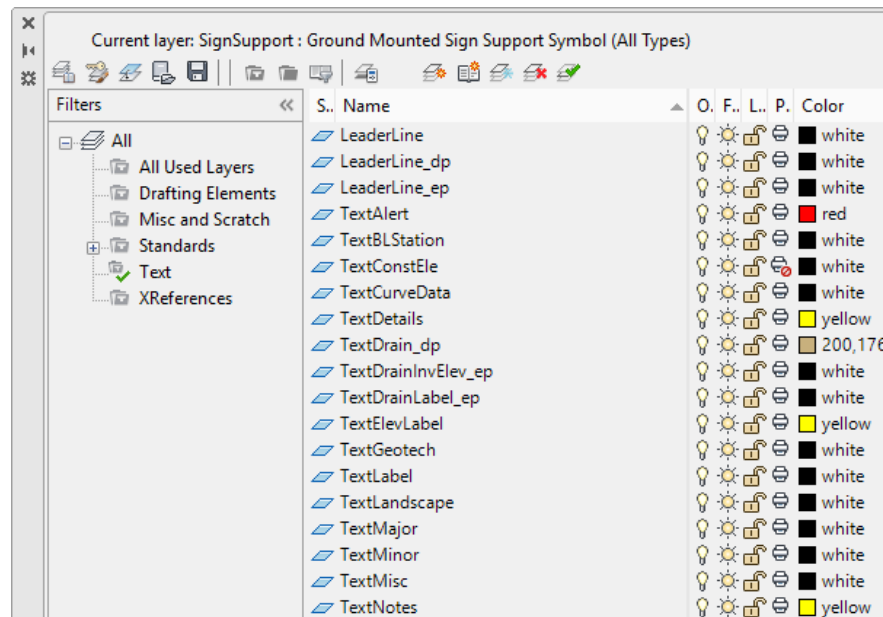 Current layer: SignSupport : Ground Mounted Sign Support Symbol (All Types)
Filters
S.. Name O. F.. L.. P. Color
All
All Used Layers
Drafting Elements
Misc and Scratch
Standards
Text
XReferences
LeaderLine white
LeaderLine_dp white
LeaderLine_ep white
TextAlert red
TextBLStation white
TextConstEle white
TextCurveData white
TextDetails yellow
TextDrain_dp 200,176
TextDrainInvElev_ep white
TextDrainLabel_ep white
TextElevLabel yellow
TextGeotech white
TextLabel white
TextLandscape white
TextMajor white
TextMinor white
TextMisc white
TextNotes yellow